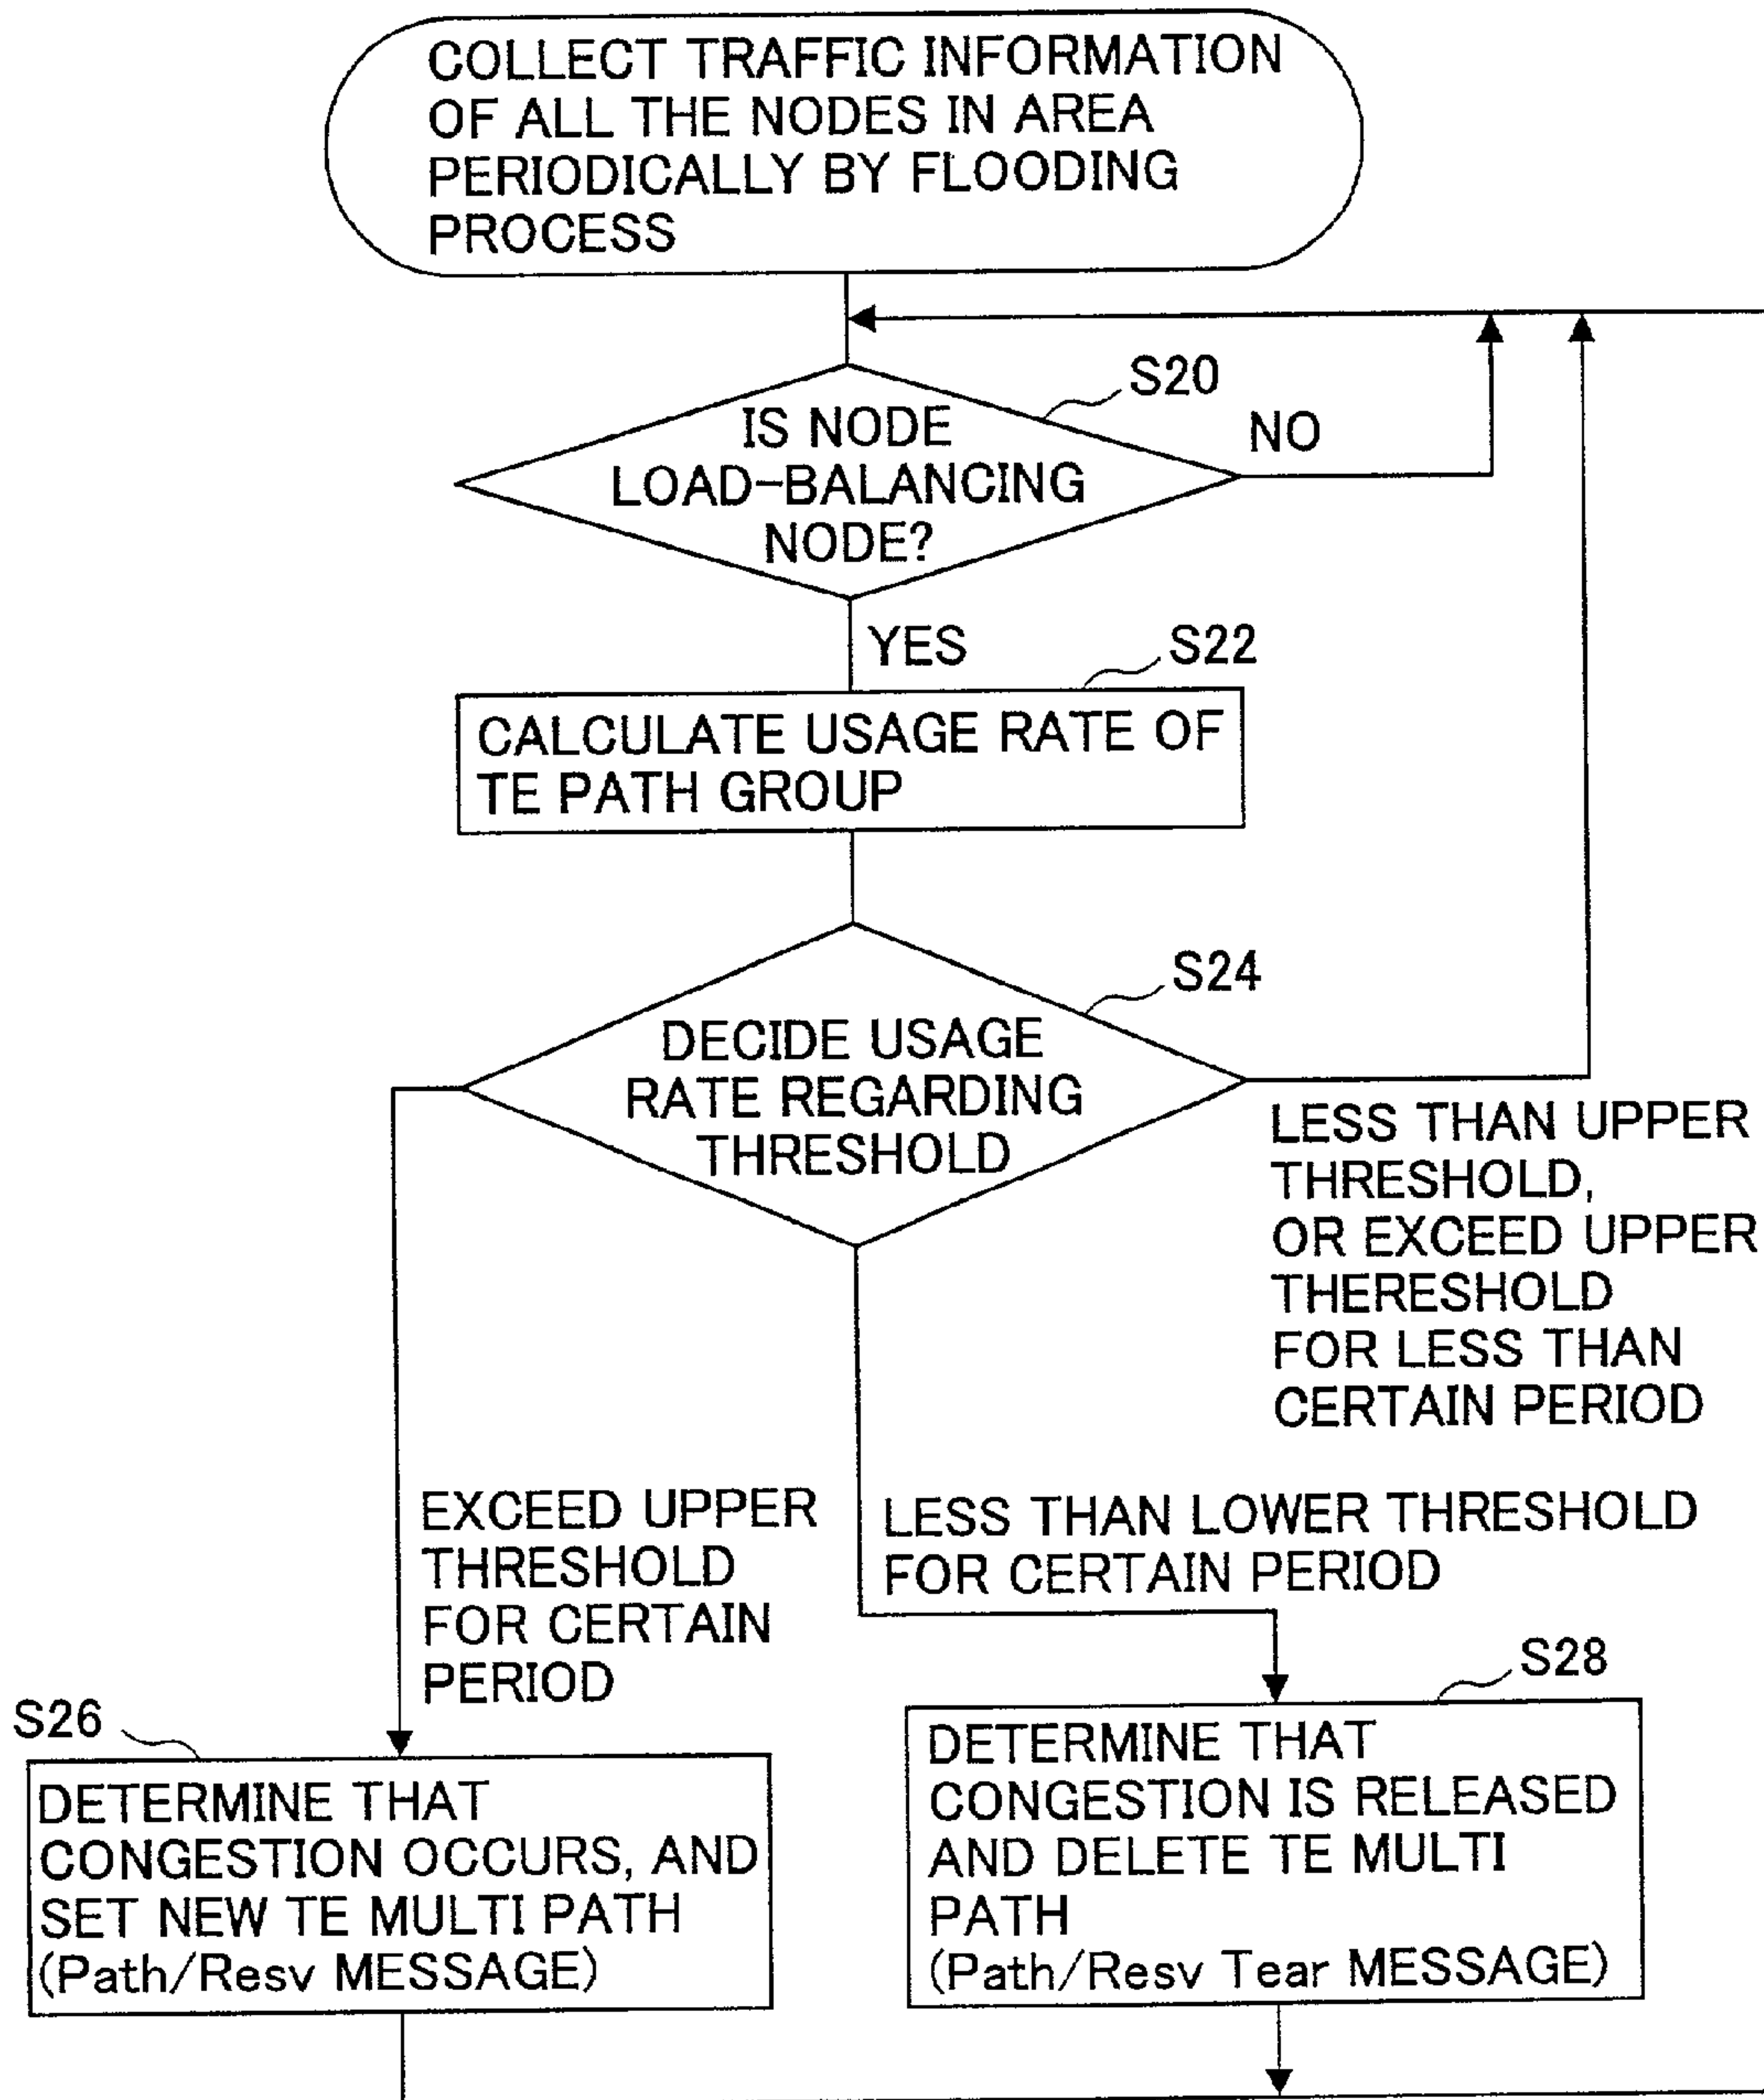 COLLECT TRAFFIC INFORMATION
OF ALL THE NODES IN AREA
PERIODICALLY BY FLOODING
PROCESS
S20
IS NODE
LOAD-BALANCING
NODE?
NO
YES
S22
CALCULATE USAGE RATE OF
TE PATH GROUP
S24
DECIDE USAGE
RATE REGARDING
THRESHOLD
LESS THAN UPPER
THRESHOLD,
OR EXCEED UPPER
THERESHOLD
FOR LESS THAN
CERTAIN PERIOD
EXCEED UPPER
THRESHOLD
FOR CERTAIN
PERIOD
LESS THAN LOWER THRESHOLD
FOR CERTAIN PERIOD
S26
DETERMINE THAT
CONGESTION OCCURS, AND
SET NEW TE MULTI PATH
(Path/Resv MESSAGE)
S28
DETERMINE THAT
CONGESTION IS RELEASED
AND DELETE TE MULTI
PATH
(Path/Resv Tear MESSAGE)